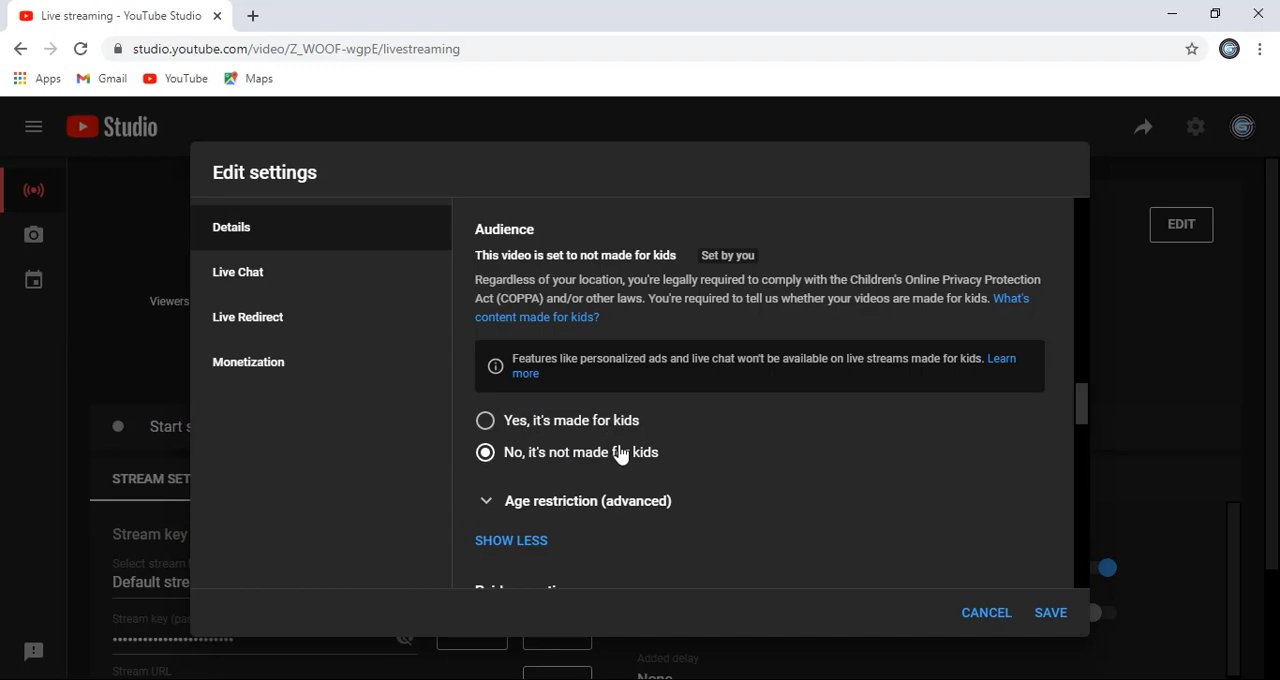 Live streaming - YouTube Studio
studio.youtube.com/video/Z_WOOF-wgpE/livestreaming
Apps
Gmail
YouTube
Maps
Studio
Edit settings
Details
Live Chat
Live Redirect
Monetization
Audience
This video is set to not made for kids
Set by you
Regardless of your location, you're legally required to comply with the Children's Online Privacy Protection
Act (COPPA) and/or other laws. You're required to tell us whether your videos are made for kids. What's
content made for kids?
Features like personalized ads and live chat won't be available on live streams made for kids. Learn
more
Yes, it's made for kids
No, it's not made for kids
Age restriction (advanced)
SHOW LESS
CANCEL
SAVE
EDIT
Viewers
Start s
STREAM SET
Stream key
Select stream
Default stre
Stream key (pa
Stream URL
Added delay
None